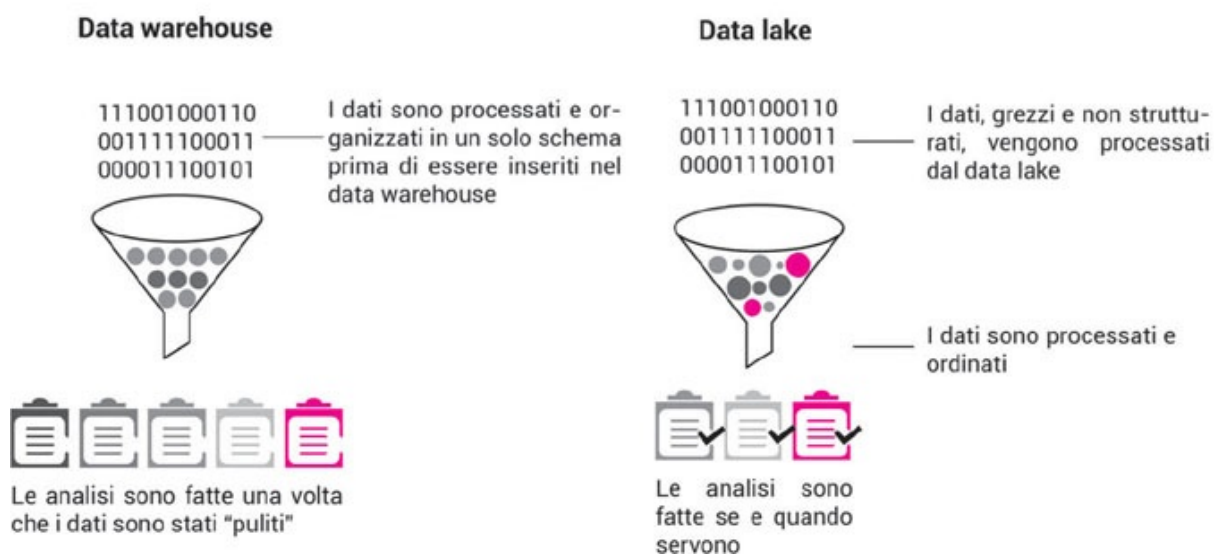 Data warehouse
111001000110
001111100011
000011100101
I dati sono processati e or-
ganizzati in un solo schema
prima di essere inseriti nel
data warehouse
Le analisi sono fatte una volta
che i dati sono stati “puliti”
Data lake
111001000110
001111100011
000011100101
I dati, grezzi e non struttu-
rati, vengono processati
dal data lake
I dati sono processati e
ordinati
Le analisi sono
fatte se e quando
servono